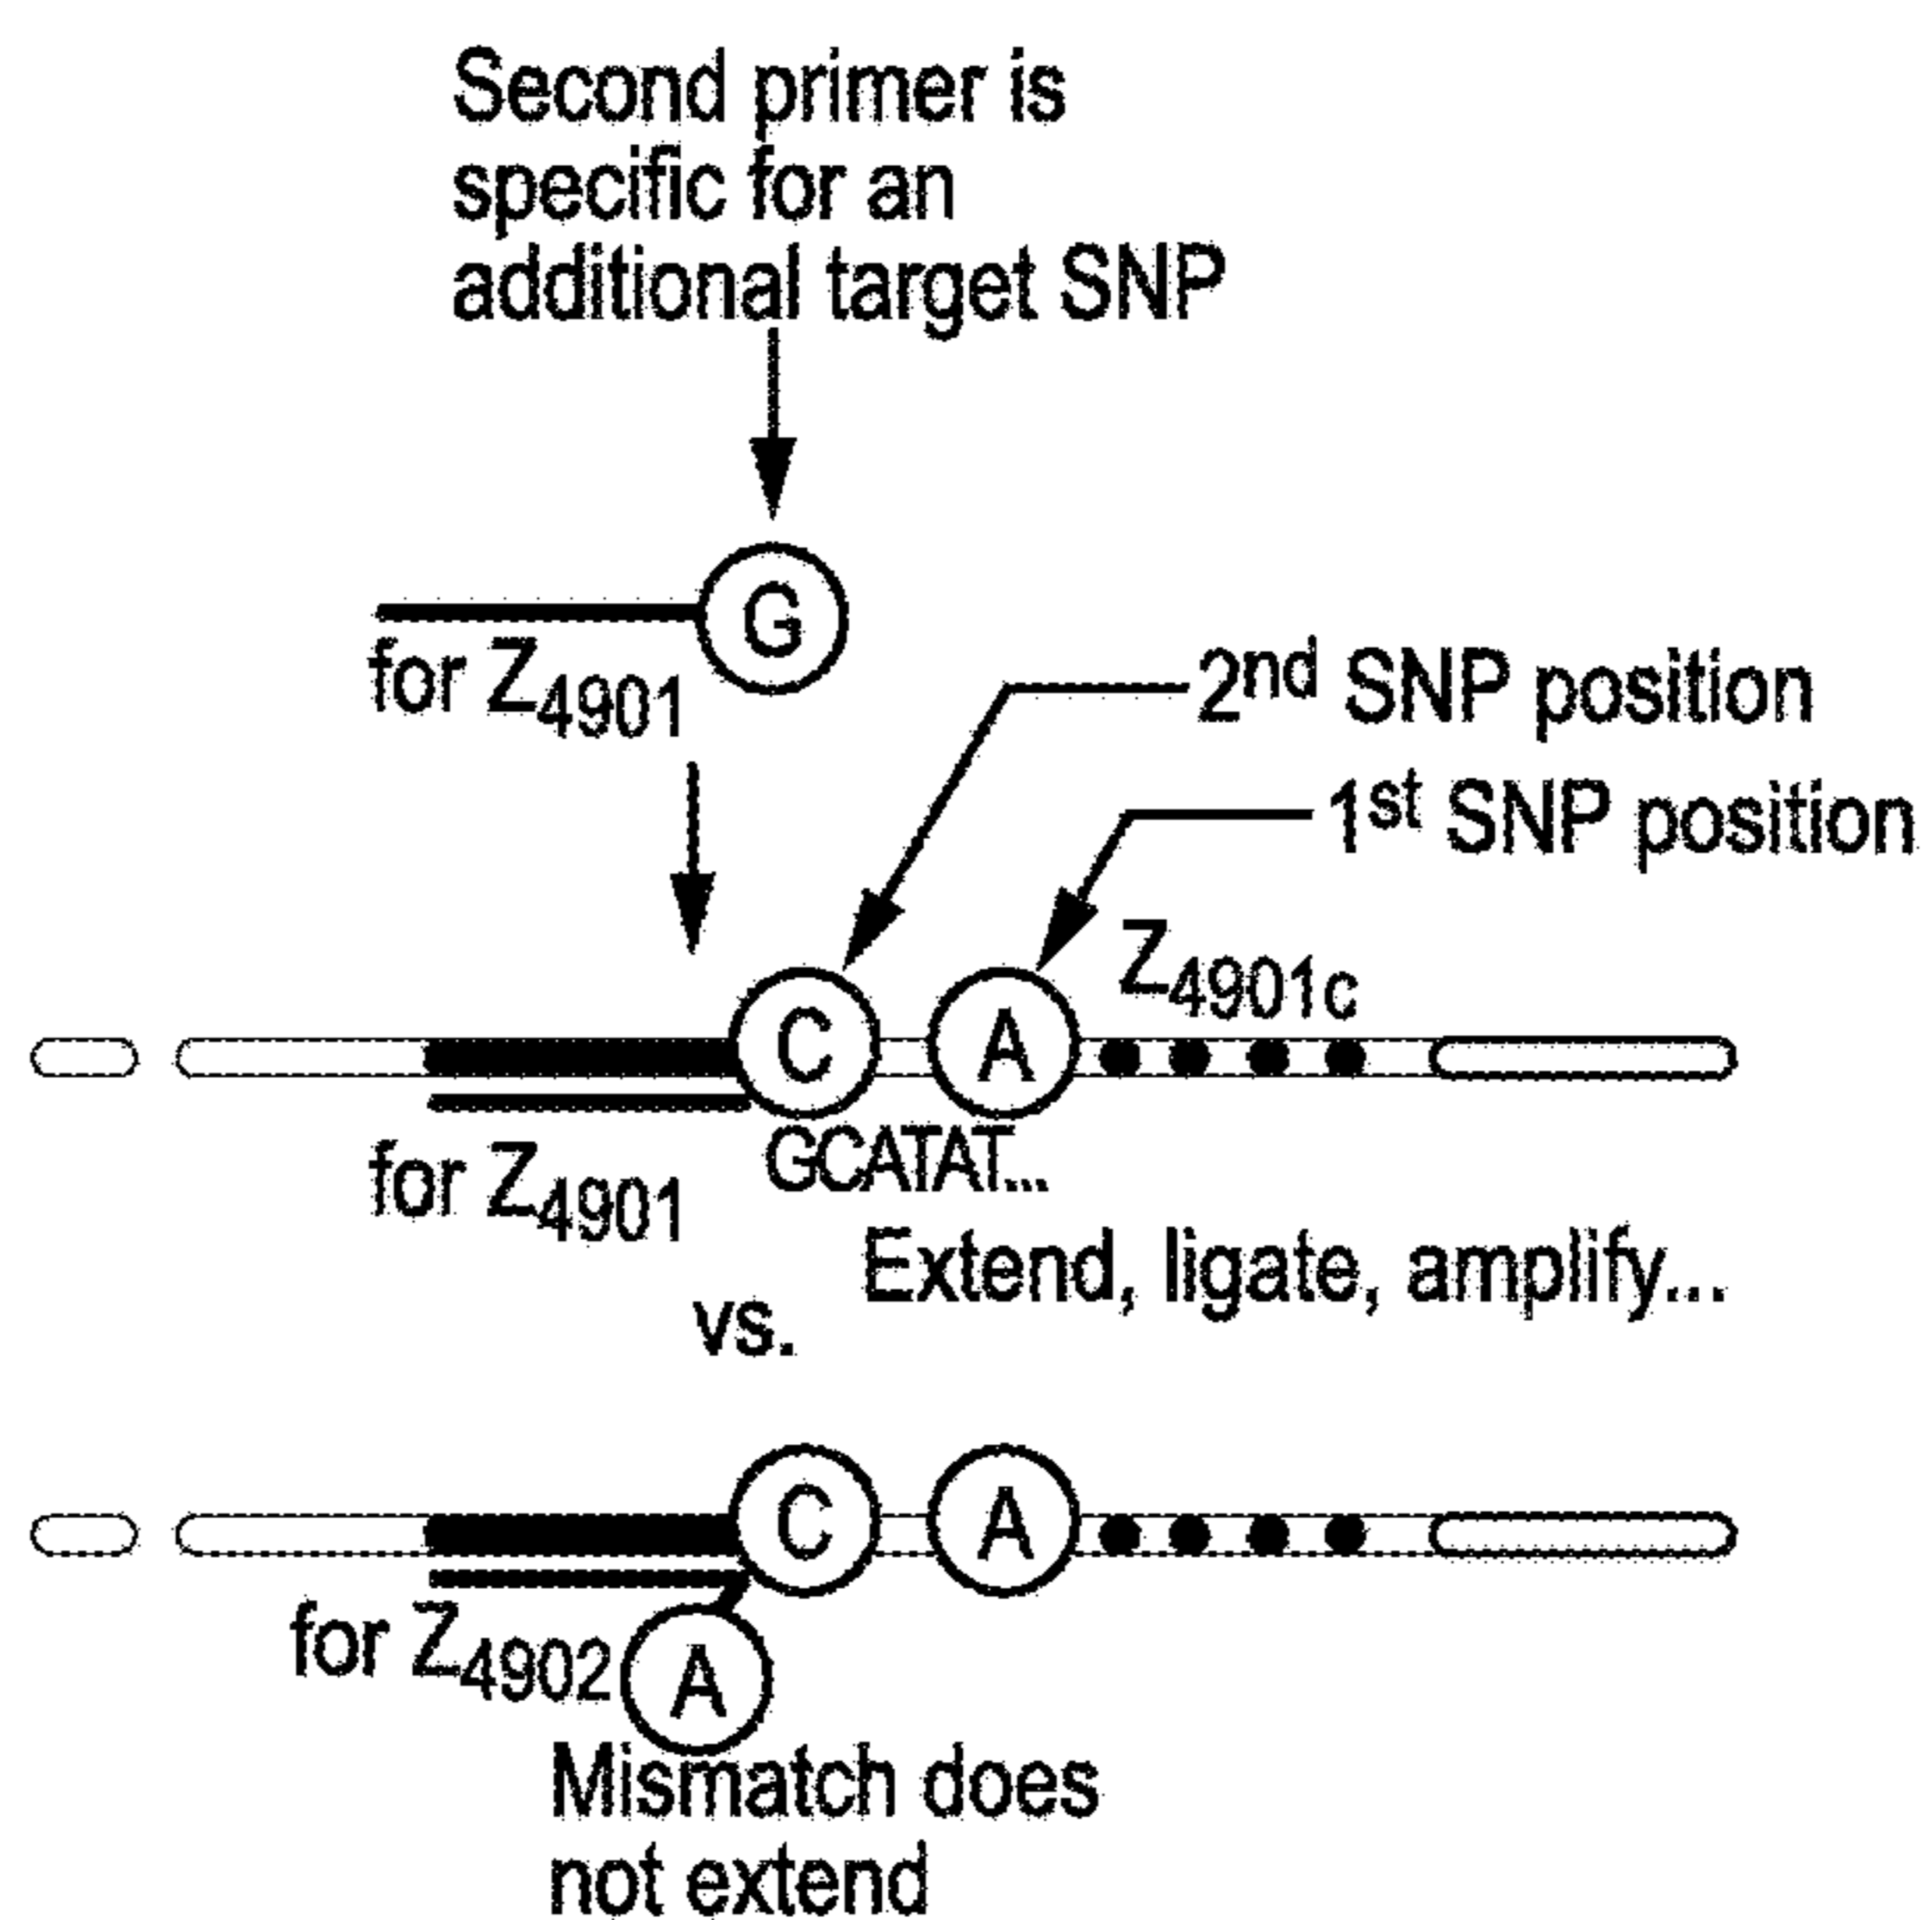 Second primer is
specific for an
additional target SNP
G
for Z4901
2nd SNP position
1st SNP position
Z4901c
C A
GCATAT...
for Z4901
Extend, ligate, amplify...
vs.
C A
for Z4902
A
Mismatch does
not extend